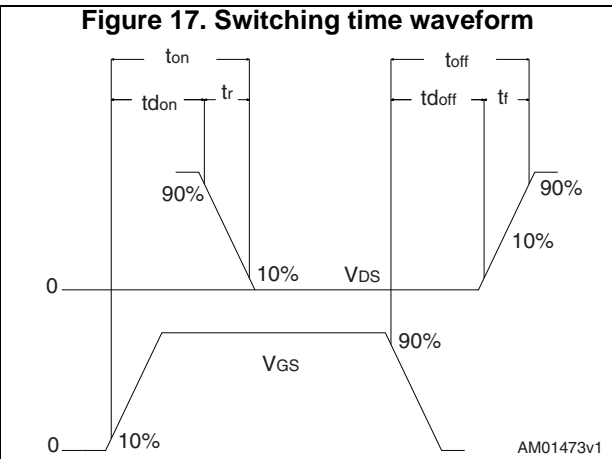 Figure 17. Switching time waveform
ton
toff
tdon
tr
tdoff
tf
90%
90%
10%
10%
0
VDS
90%
VGS
0
10%
AM01473v1